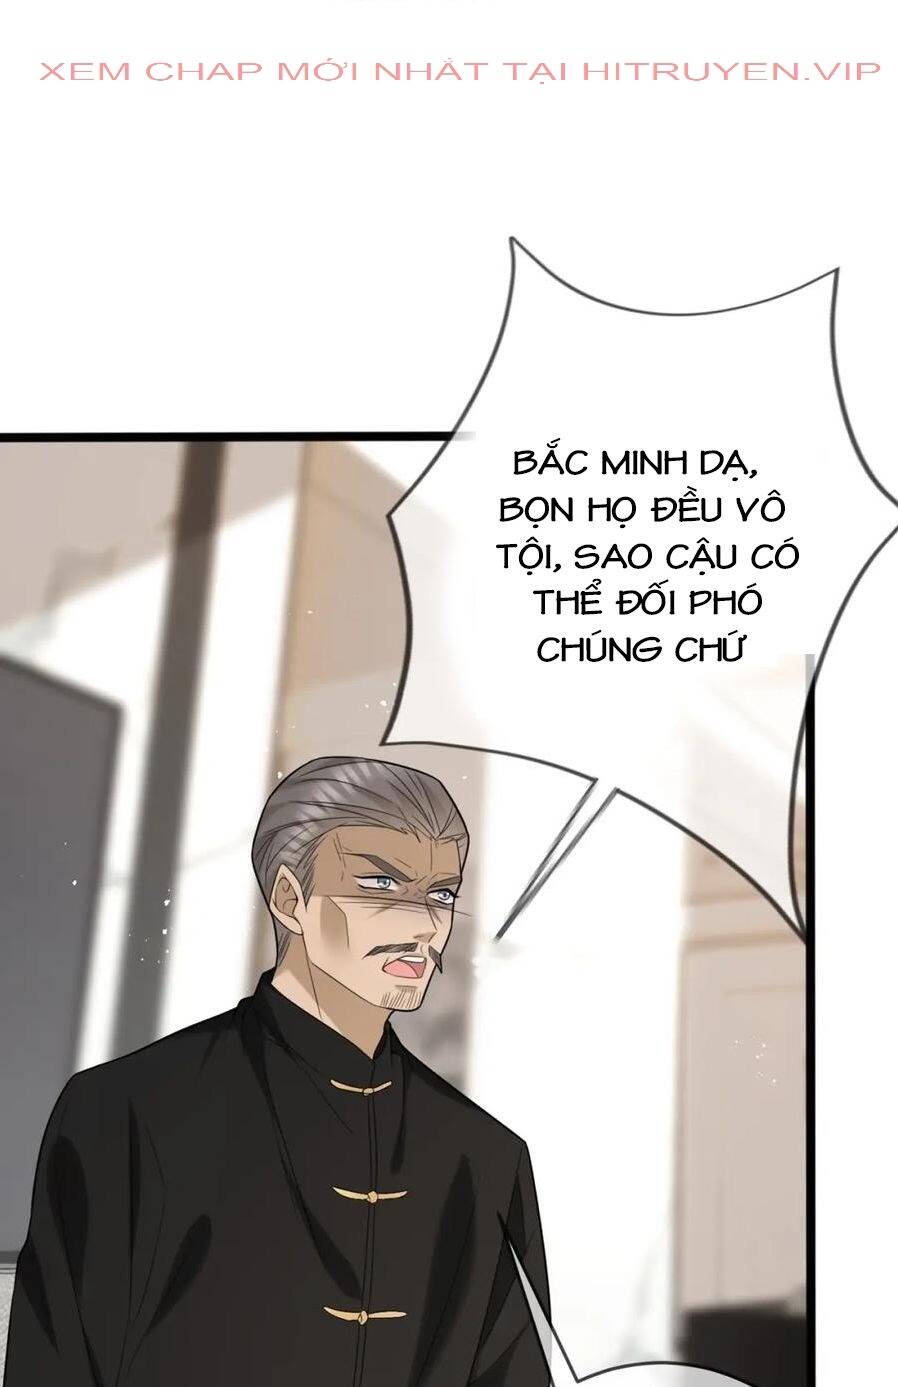 XEM CHAP MỚI NHẤT TẠI HITRUYEN.VIP
BẮC MINH DẠ,
BỌN HỌ ĐỀU VÔ
TỘI, SAO CẬU CÓ
THỂ ĐỐI PHÓ
CHÚNG CHỨ